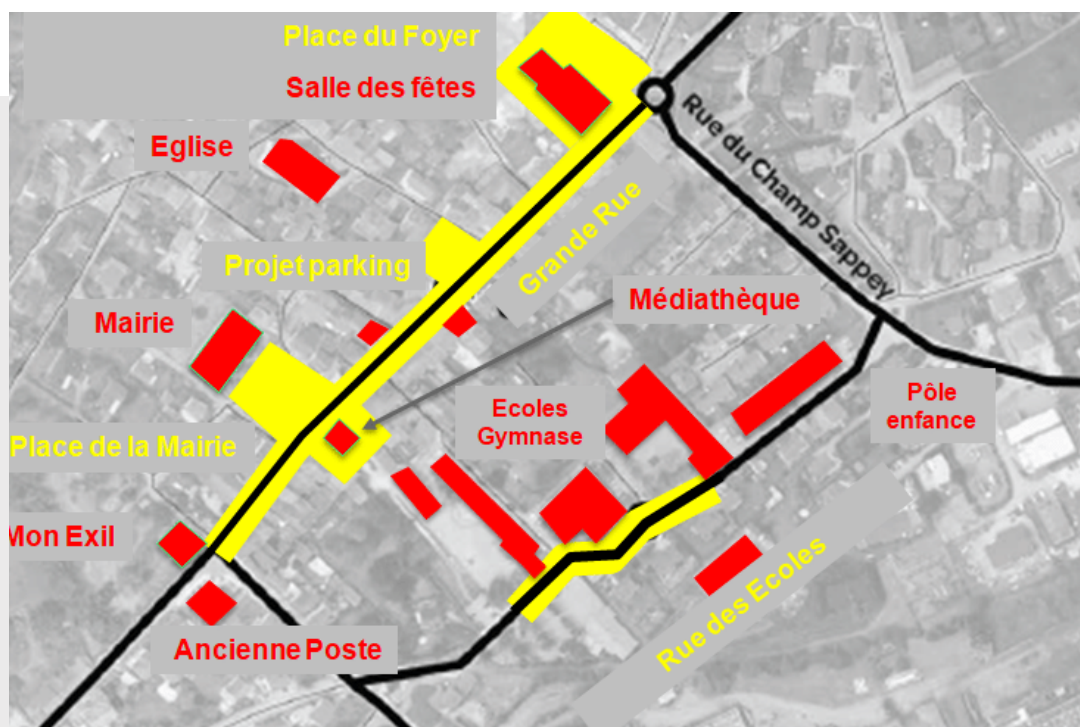 Place du Foyer
Salle des fêtes
Eglise
Rue du Champ Sappey
Grande Rue
Projet parking
Médiathèque
Mairie
Ecoles
Gymnase
Pôle
enfance
Place de la Mairie
Mon Exil
Rue des Ecoles
Ancienne Poste